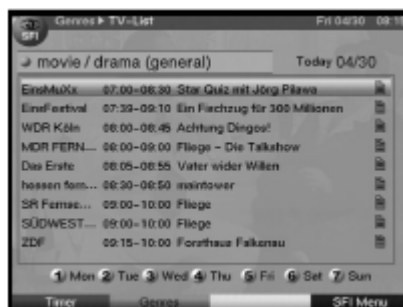 Genres ▸ TV-List Fri 04/30 09:15
SFI
movie / drama (general) Today 04/30
EinsMuXx 07:00-08:30 Star Quiz mit Jörg Pilawa
EinsFestival 07:39-09:10 Ein Fischzug für 300 Millionen
WDR Köln 08:00-08:45 Achtung Dingos!
MDR FERN... 08:00-09:00 Fliege - Die Talkshow
Das Erste 08:05-08:55 Vater wider Willen
hessen fern... 08:30-08:50 maintower
SR Fernse... 09:00-10:00 Fliege
SÜDWEST... 09:00-10:00 Fliege
ZDF 09:15-10:00 Forsthaus Falkenau
1 Mon 2 Tue 3 Wed 4 Thu 5 Fri 6 Sat 7 Sun
Timer Genres SFI Menu